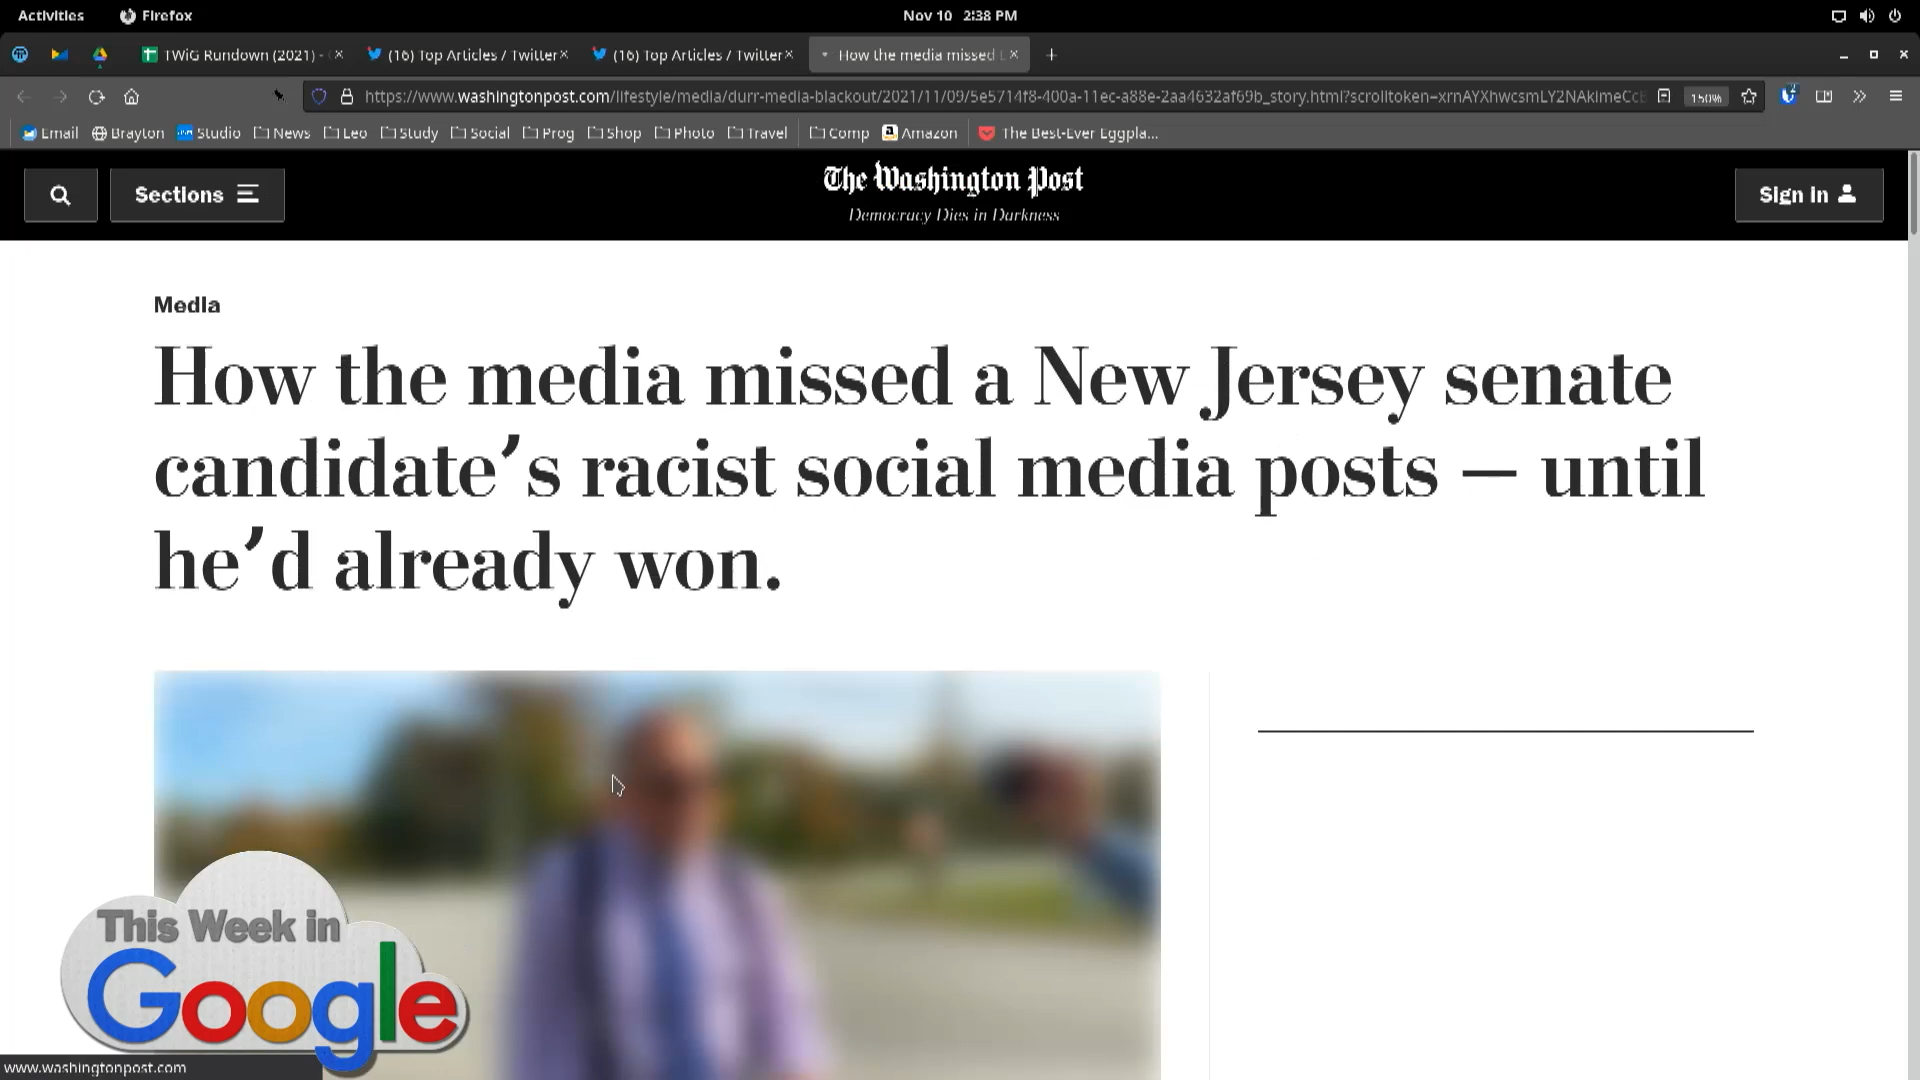 Activities Firefox Nov 10 2:38 PM
TWiG Rundown (2021) - (16) Top Articles / Twitter (16) Top Articles / Twitter How the media missed
https://www.washingtonpost.com/lifestyle/media/durr-media-blackout/2021/11/09/5e5714f8-400a-11ec-a88e-2aa4632af69b_story.html?scrolltoken=xrnAYXhwcsmLY2NAkimeCcE 150%
Email Brayton Studio News Leo Study Social Prog Shop Photo Travel Comp Amazon The Best-Ever Eggpla...
Sections The Washington Post Sign in
Democracy Dies in Darkness
Media
How the media missed a New Jersey senate
candidate’s racist social media posts — until
he’d already won.
This Week in
Google
www.washingtonpost.com